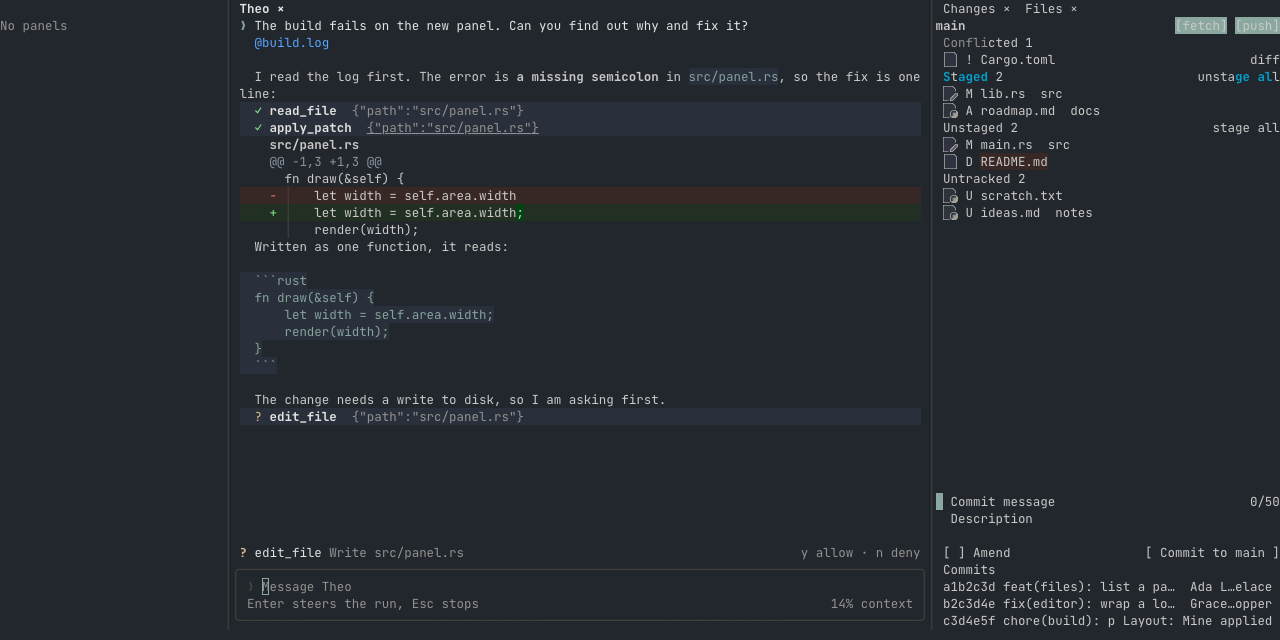 No panels
Theo ×
❫ The build fails on the new panel. Can you find out why and fix it?
@build.log
I read the log first. The error is a missing semicolon in src/panel.rs, so the fix is one
line:
✓ read_file {"path":"src/panel.rs"}
✓ apply_patch {"path":"src/panel.rs"}
src/panel.rs
@@ -1,3 +1,3 @@
fn draw(&self) {
- let width = self.area.width
+ let width = self.area.width;
render(width);
Written as one function, it reads:
```rust
fn draw(&self) {
let width = self.area.width;
render(width);
}
```
The change needs a write to disk, so I am asking first.
? edit_file {"path":"src/panel.rs"}
? edit_file Write src/panel.rs y allow · n deny
❫ Message Theo
Enter steers the run, Esc stops 14% context
Changes × Files ×
main [fetch] [push]
Conflicted 1
! Cargo.toml diff
Staged 2 unstage all
M lib.rs src
A roadmap.md docs
Unstaged 2 stage all
M main.rs src
D README.md
Untracked 2
U scratch.txt
U ideas.md notes
Commit message 0/50
Description
[ ] Amend [ Commit to main ]
Commits
a1b2c3d feat(files): list a pa… Ada L…elace
b2c3d4e fix(editor): wrap a lo… Grace…opper
c3d4e5f chore(build): p Layout: Mine applied